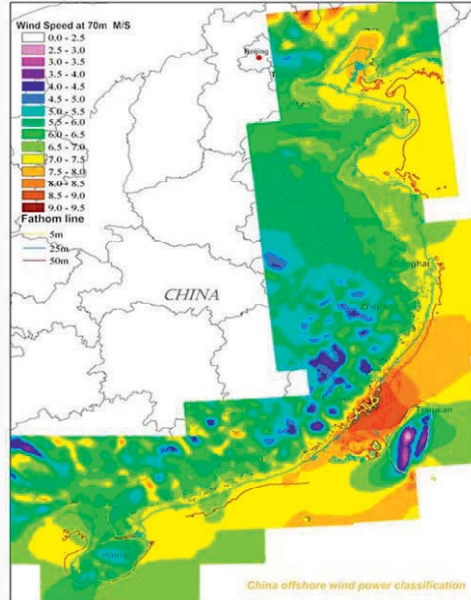 Wind Speed at 70m M/S
0.0 - 2.5
2.5 - 3.0
3.0 - 3.5
3.5 - 4.0
4.0 - 4.5
4.5 - 5.0
5.0 - 5.5
5.5 - 6.0
6.0 - 6.5
6.5 - 7.0
7.0 - 7.5
7.5 - 8.0
8.0 - 8.5
8.5 - 9.0
9.0 - 9.5
Fathom line
5m
25m
50m
Beijing
T
CHINA
ghai
Taiwan
Hainan
China offshore wind power classification